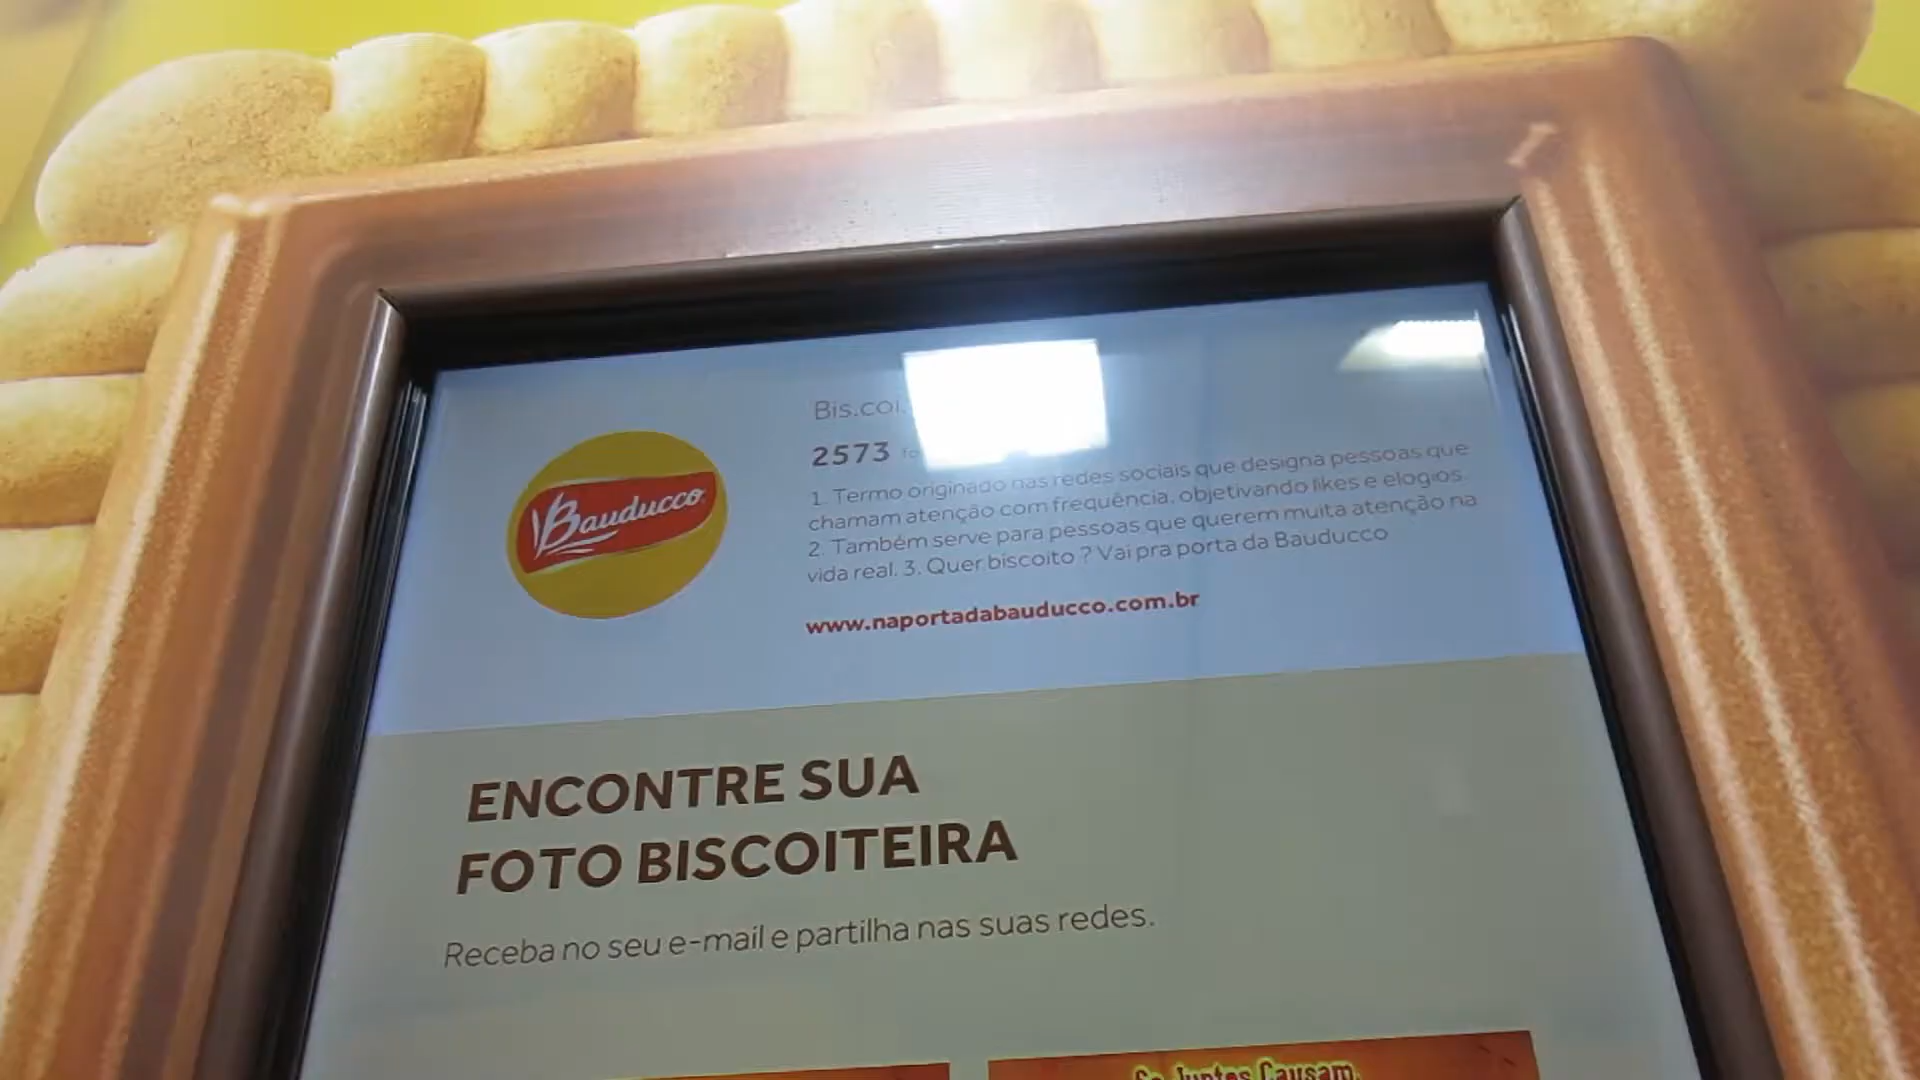 Bauducco
Bis.coi.
2573
1. Termo originado nas redes sociais que designa pessoas que
chamam atenção com frequência, objetivando likes e elogios.
2. Também serve para pessoas que querem muita atenção na
vida real. 3. Quer biscoito ? Vai pra porta da Bauducco
www.naportadabauducco.com.br
ENCONTRE SUA
FOTO BISCOITEIRA
Receba no seu e-mail e partilha nas suas redes.
Se Juntos Causam,